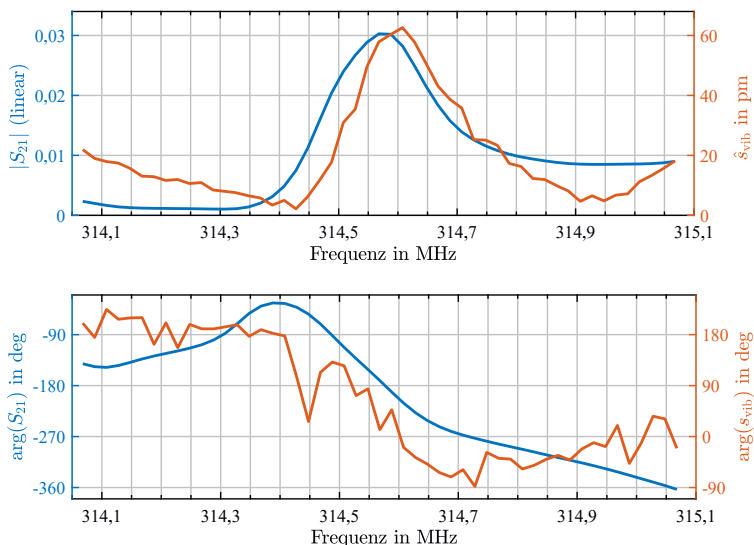 0,03
0,02
0,01
0
|S₂₁| (linear)
60
40
20
0
ŝ_vib in pm
314,1 314,3 314,5 314,7 314,9 315,1
Frequenz in MHz
-90
-180
-270
-360
arg(S₂₁) in deg
180
90
0
-90
arg(s_vib) in deg
314,1 314,3 314,5 314,7 314,9 315,1
Frequenz in MHz